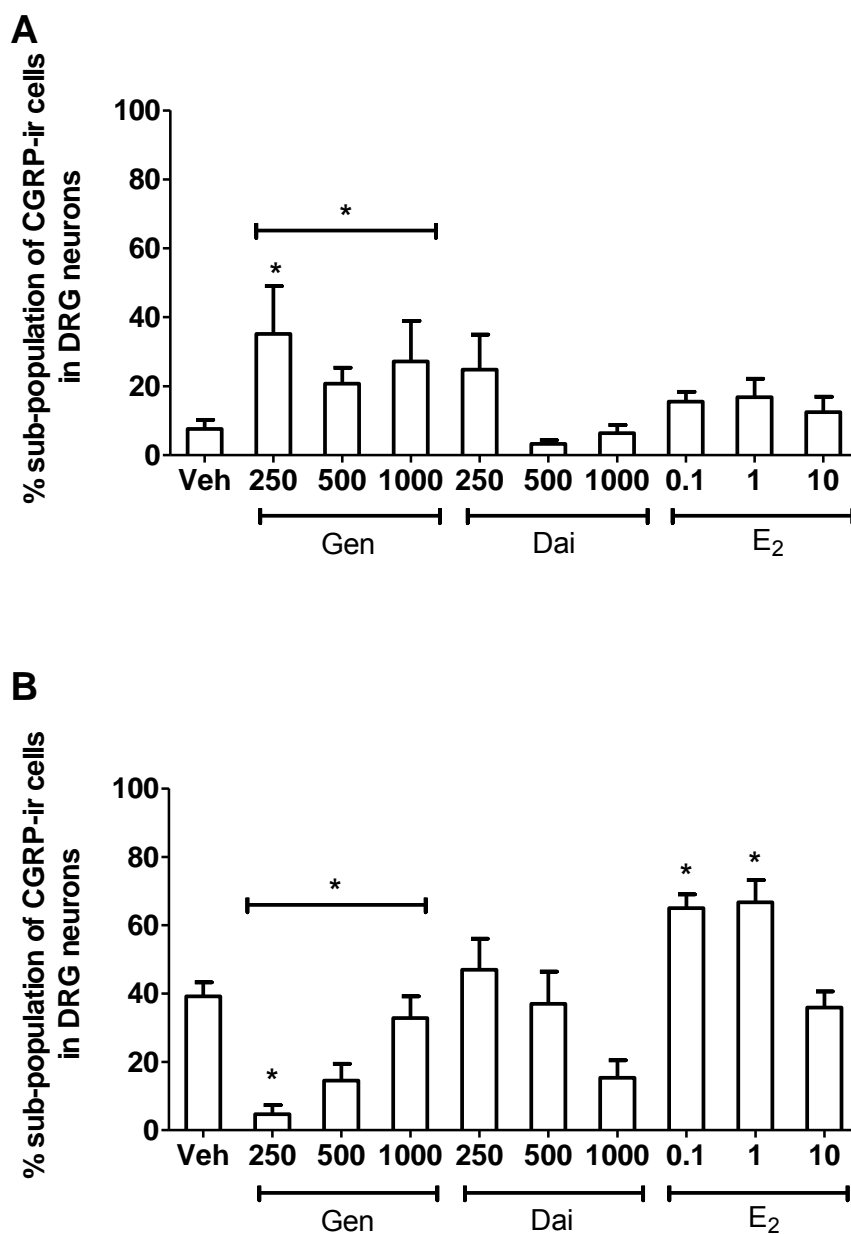 A
% sub-population of CGRP-ir cells
in DRG neurons
100
80
60
40
20
0
*
*
Veh 250 500 1000 250 500 1000 0.1 1 10
Gen Dai E₂
B
% sub-population of CGRP-ir cells
in DRG neurons
100
80
60
40
20
0
* *
*
*
Veh 250 500 1000 250 500 1000 0.1 1 10
Gen Dai E₂